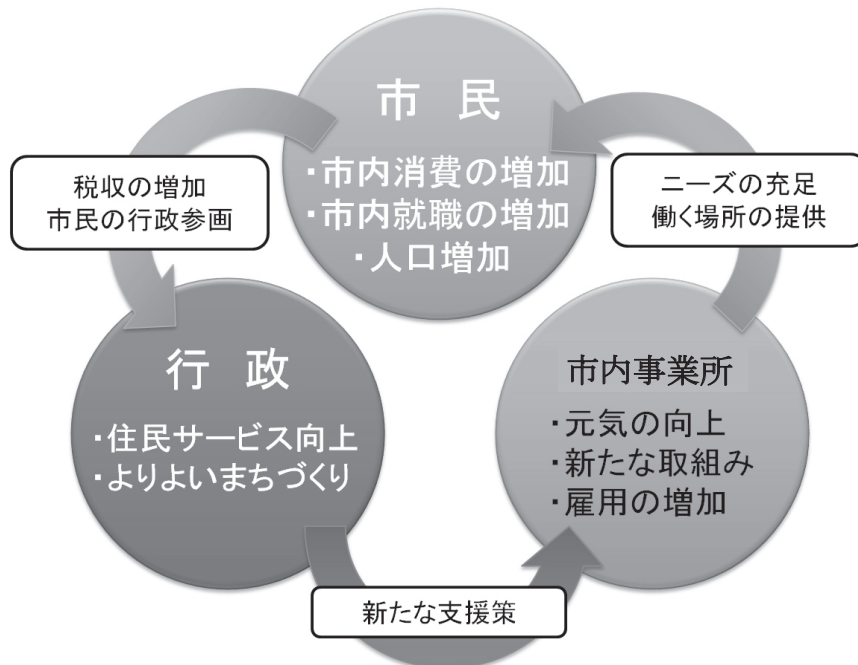 市 民
・市内消費の増加
・市内就職の増加
・人口増加
税収の増加
市民の行政参画
ニーズの充足
働く場所の提供
行 政
・住民サービス向上
・よりよいまちづくり
市内事業所
・元気の向上
・新たな取組み
・雇用の増加
新たな支援策